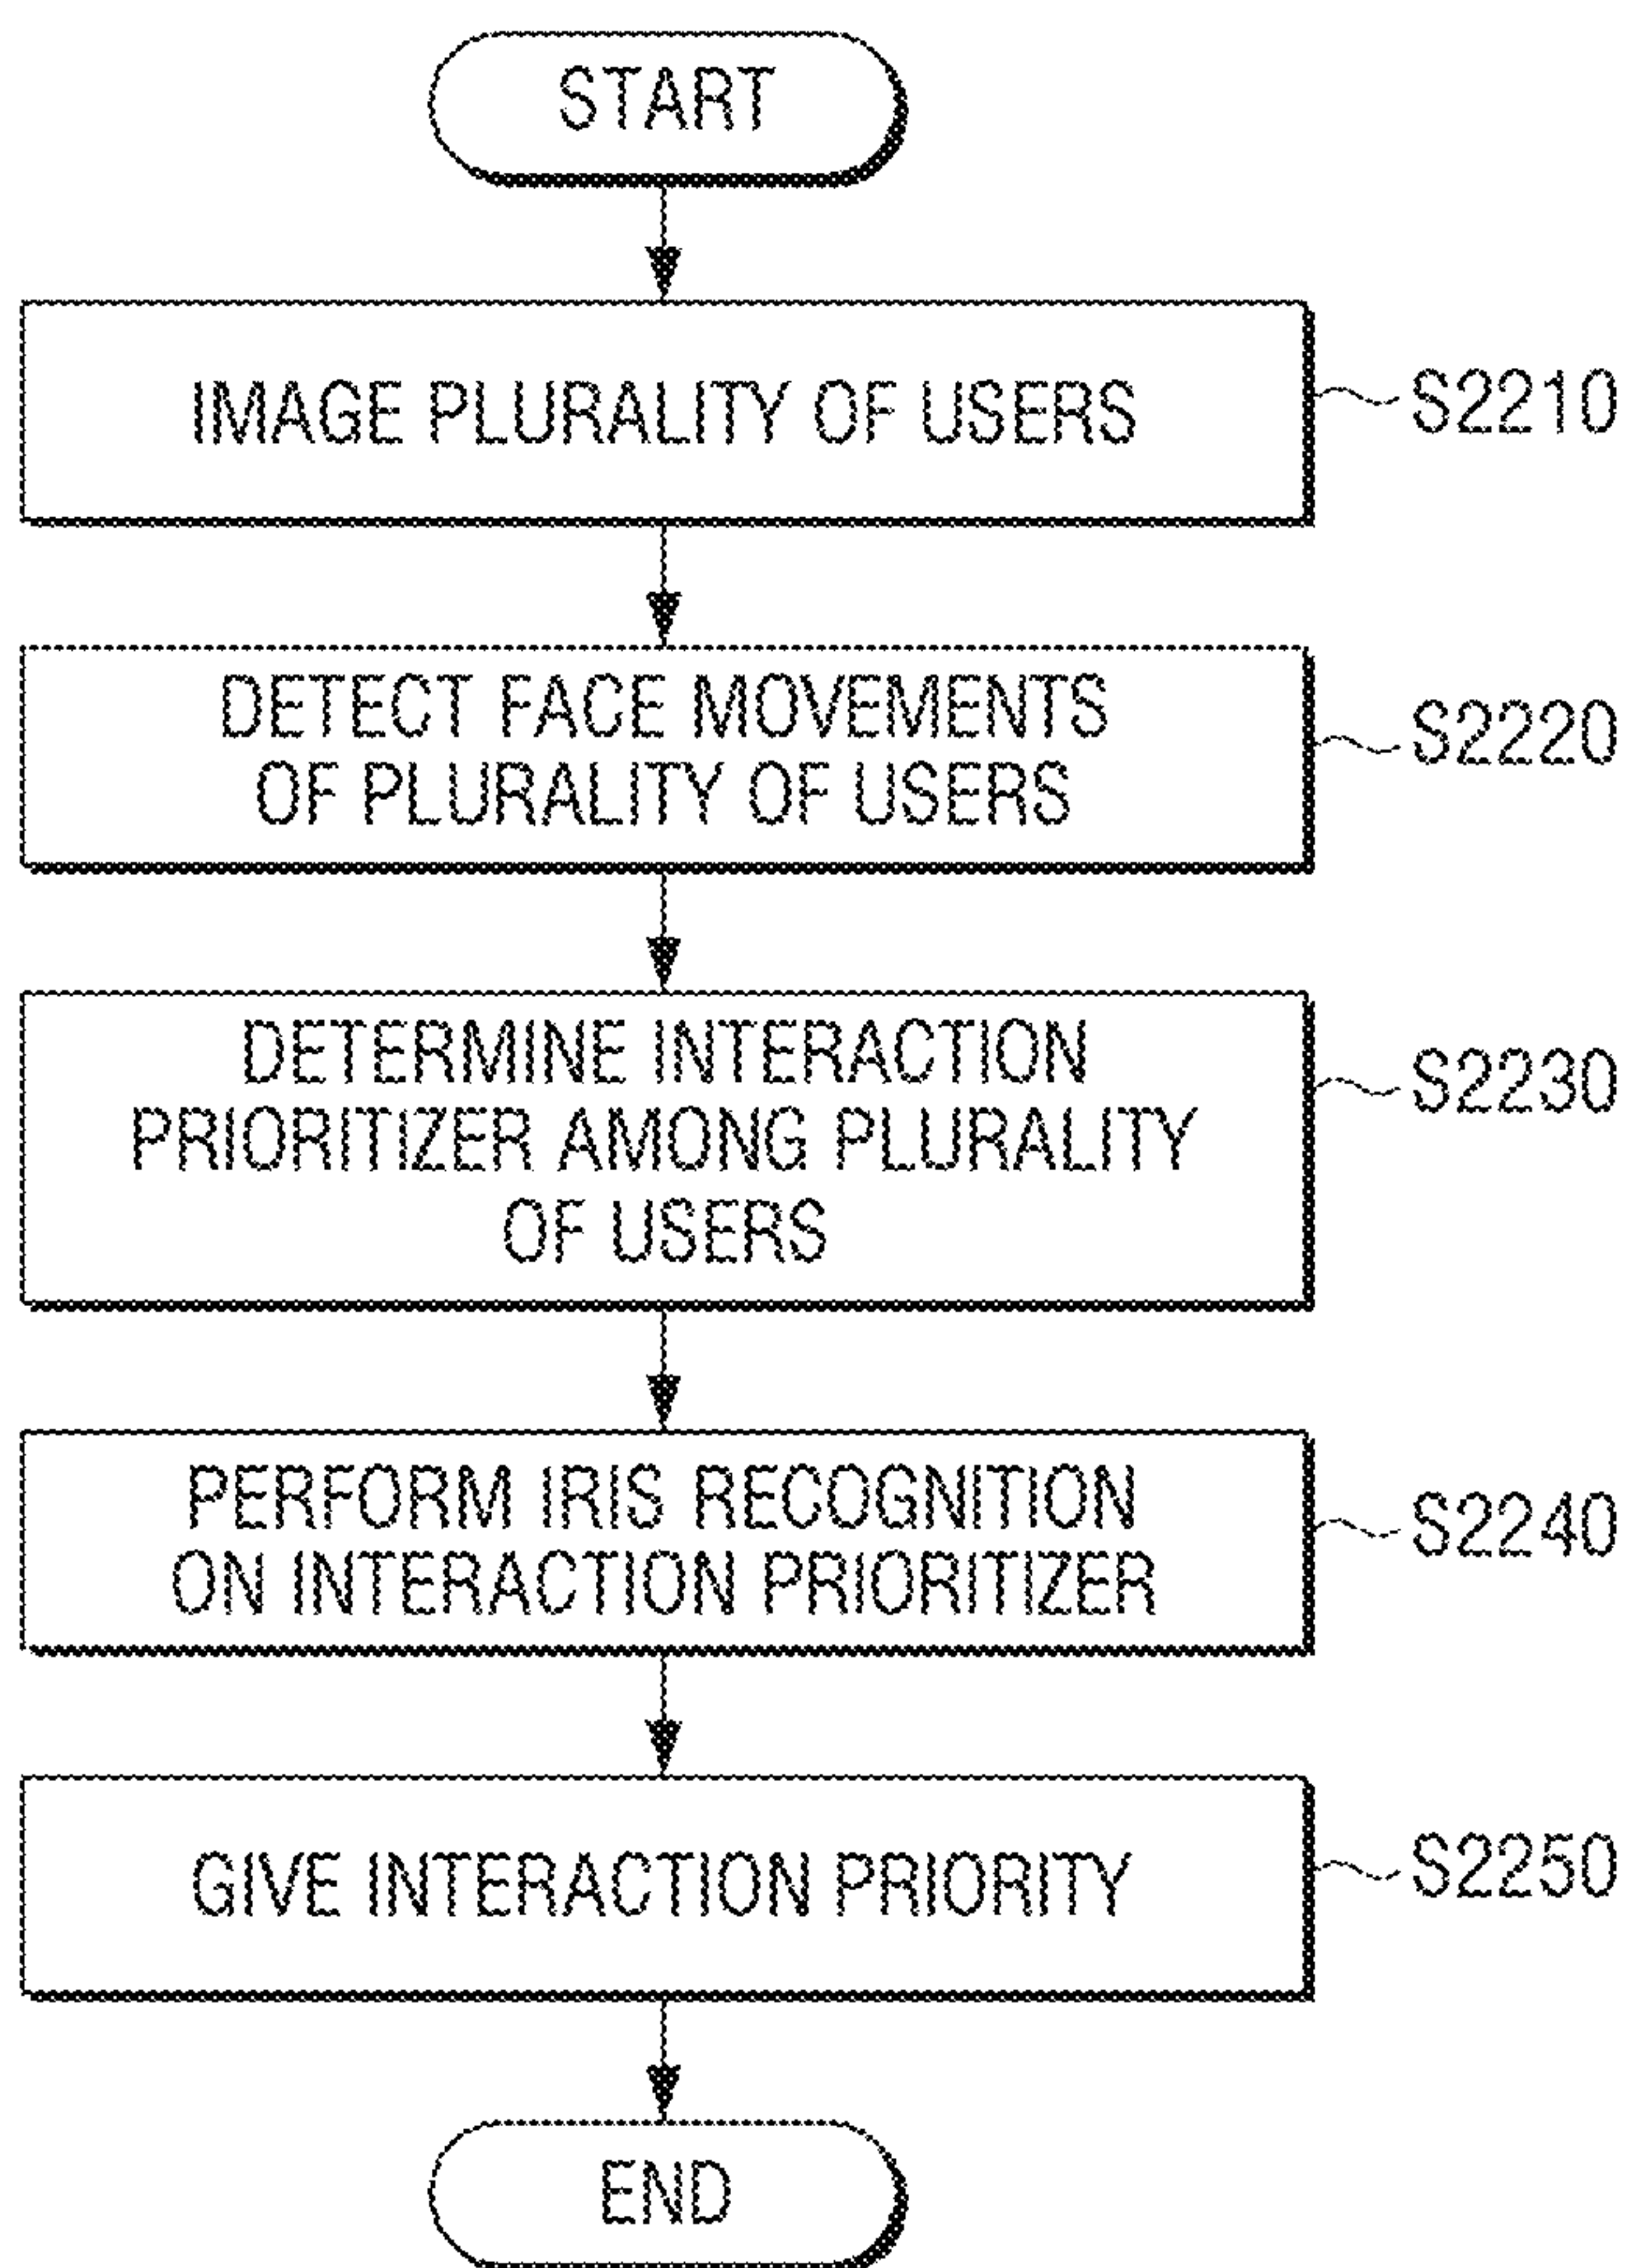 START
IMAGE PLURALITY OF USERS
S2210
DETECT FACE MOVEMENTS
OF PLURALITY OF USERS
S2220
DETERMINE INTERACTION
PRIORITIZER AMONG PLURALITY
OF USERS
S2230
PERFORM IRIS RECOGNITION
ON INTERACTION PRIORITIZER
S2240
GIVE INTERACTION PRIORITY
S2250
END